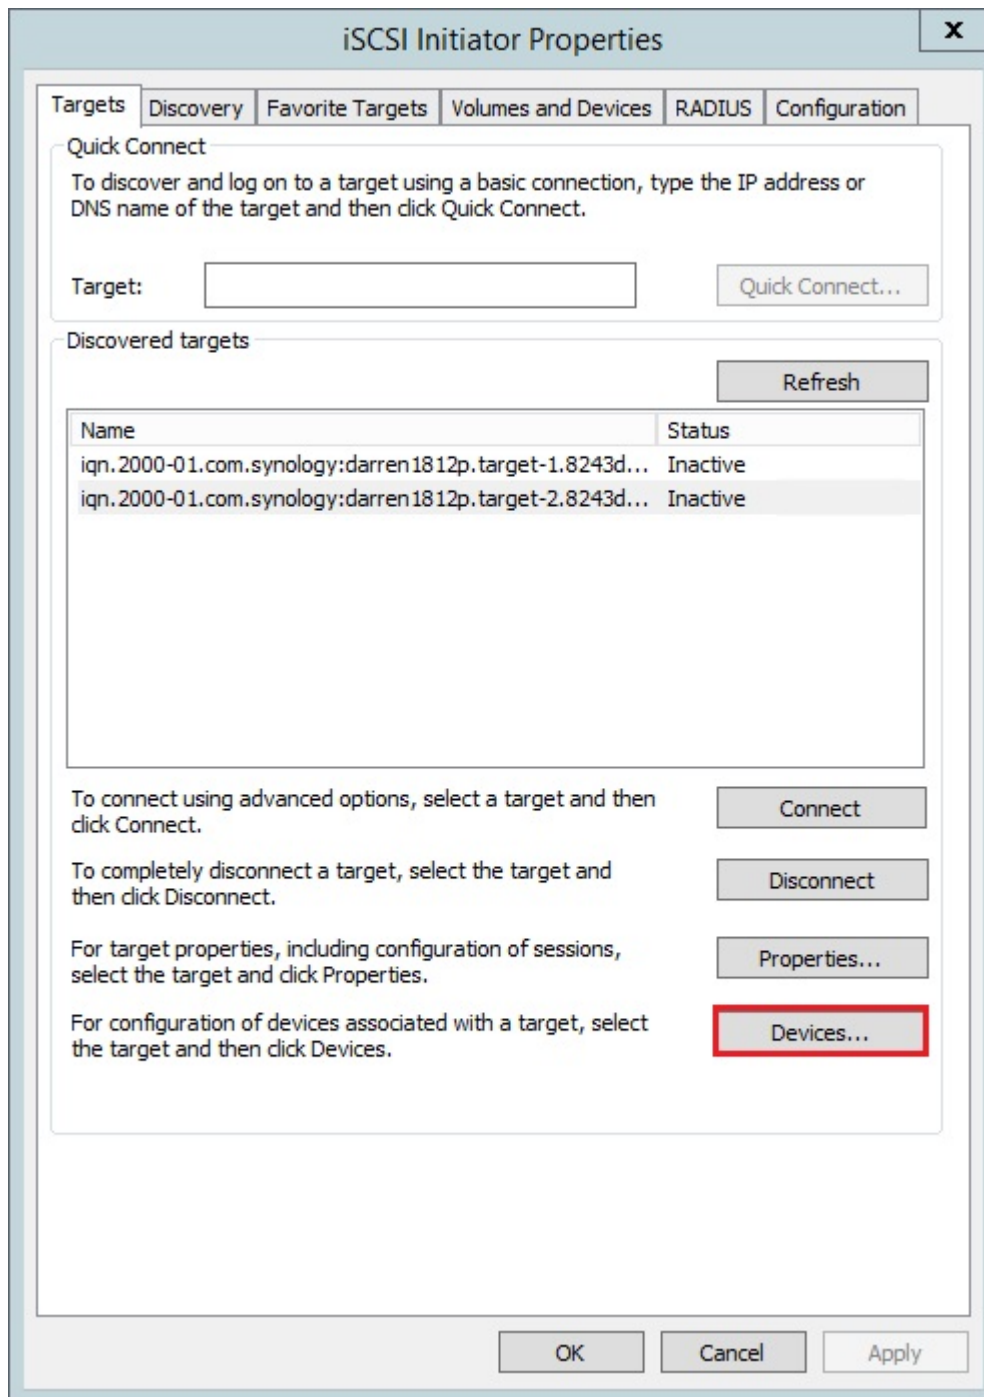 iSCSI Initiator Properties
x
Targets Discovery Favorite Targets Volumes and Devices RADIUS Configuration
Quick Connect
To discover and log on to a target using a basic connection, type the IP address or
DNS name of the target and then click Quick Connect.
Target: Quick Connect...
Discovered targets
Refresh
Name Status
iqn.2000-01.com.synology:darren1812p.target-1.8243d... Inactive
iqn.2000-01.com.synology:darren1812p.target-2.8243d... Inactive
To connect using advanced options, select a target and then
click Connect.
Connect
To completely disconnect a target, select the target and
then click Disconnect.
Disconnect
For target properties, including configuration of sessions,
select the target and click Properties.
Properties...
For configuration of devices associated with a target, select
the target and then click Devices.
Devices...
OK Cancel Apply